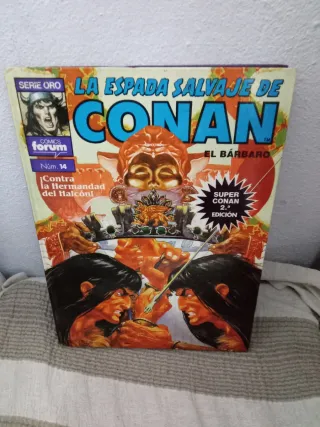 SERIE ORO
LA ESPADA SALVAJE DE
CONAN
EL BÁRBARO
COMICS
forum
Núm. 14
¡Contra
la Hermandad
del Halcón!
SUPER
CONAN
2.ª
EDICIÓN